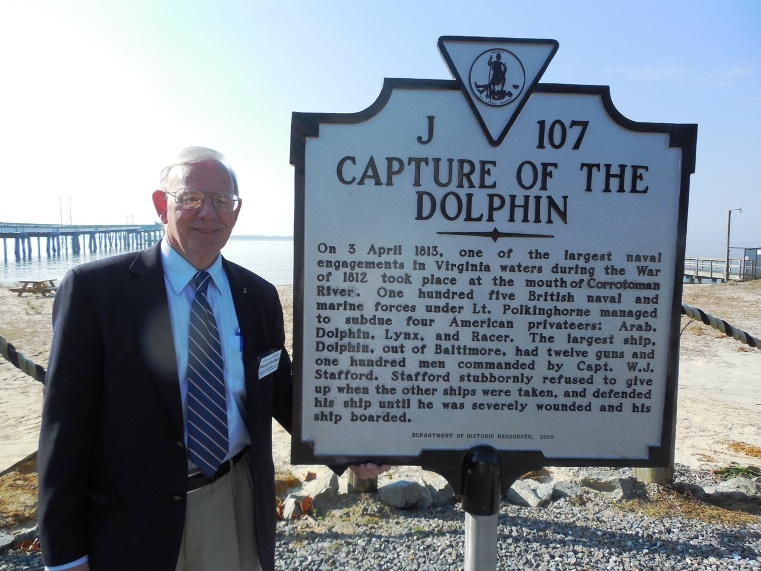 J 107
CAPTURE OF THE
DOLPHIN
On 3 April 1813, one of the largest naval
engagements in Virginia waters during the War
of 1812 took place at the mouth of Corrotoman
River. One hundred five British naval and
marine forces under Lt. Polkinghorne managed
to subdue four American privateers: Arab,
Dolphin, Lynx, and Racer. The largest ship,
Dolphin, out of Baltimore, had twelve guns and
one hundred men commanded by Capt. W.J.
Stafford. Stafford stubbornly refused to give
up when the other ships were taken, and defended
his ship until he was severely wounded and his
ship boarded.
DEPARTMENT OF HISTORIC RESOURCES, 2010